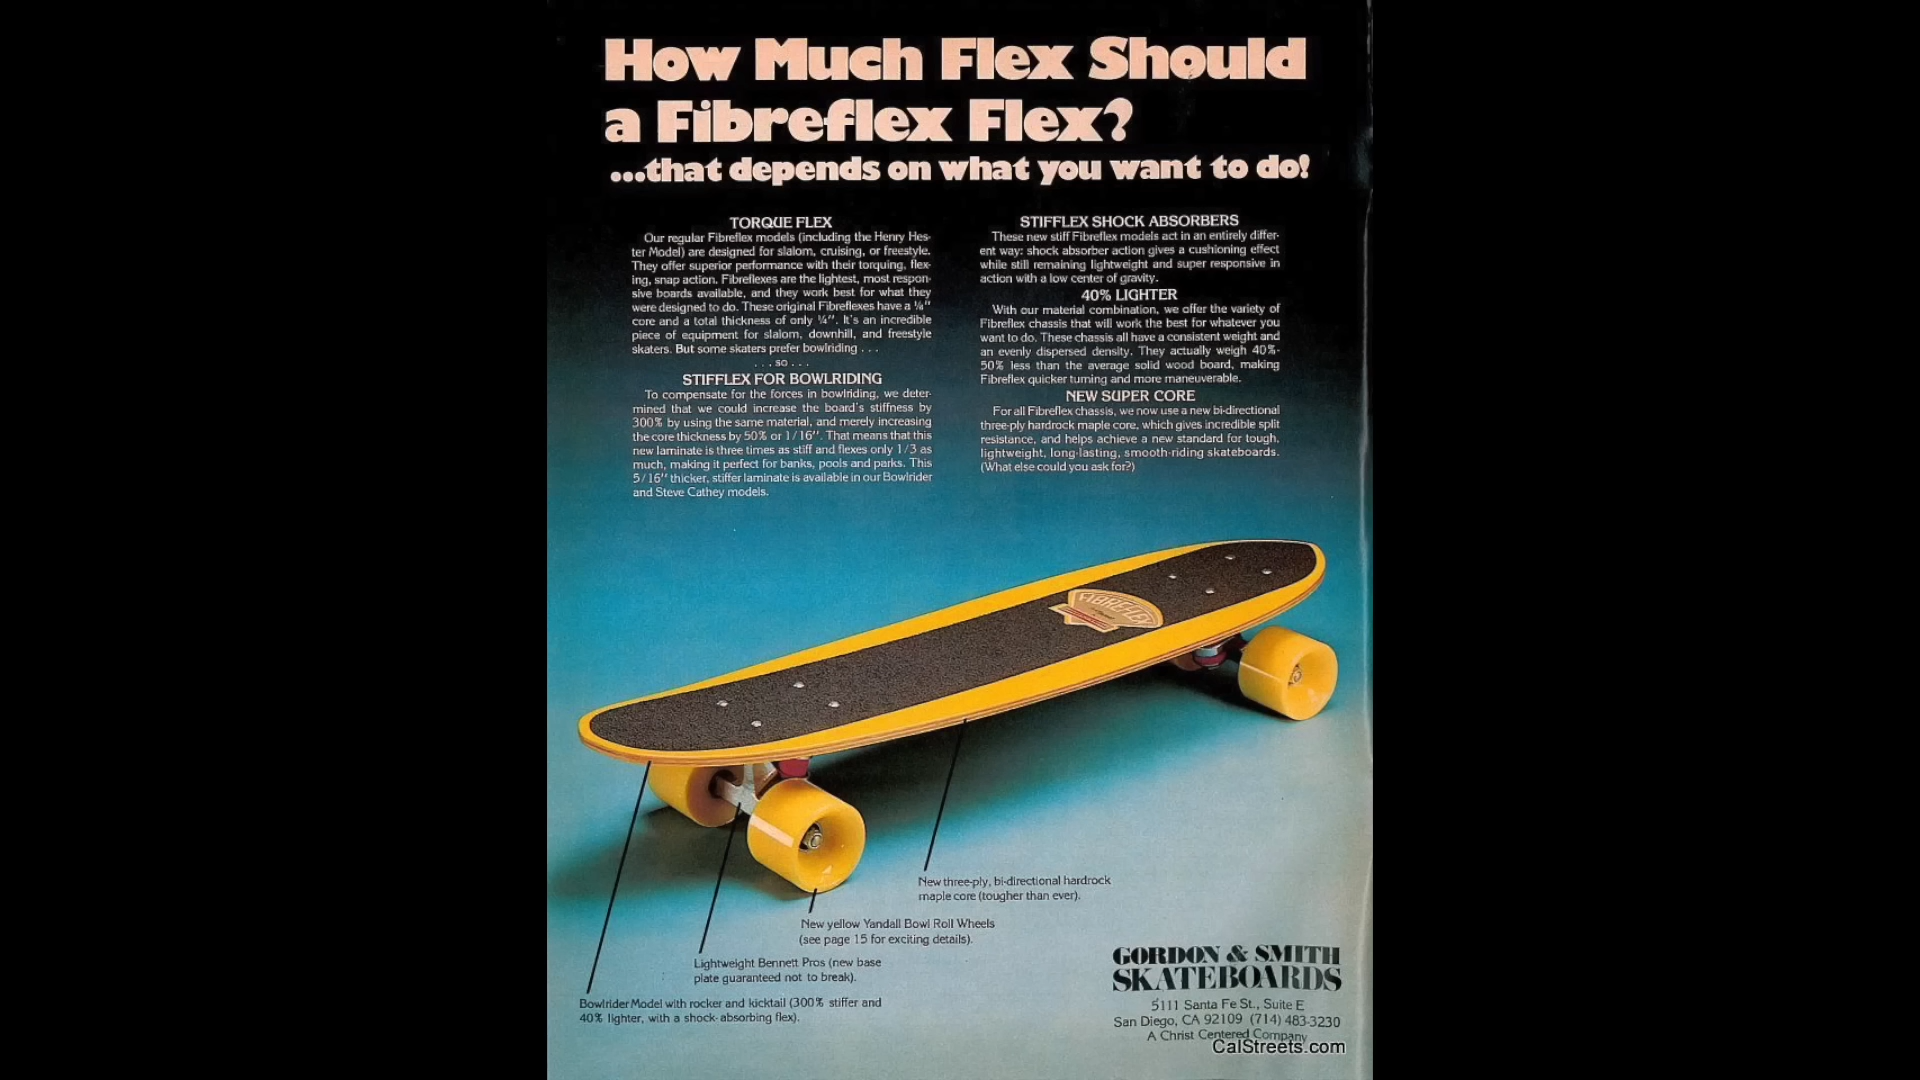 How Much Flex Should
a Fibreflex Flex?
...that depends on what you want to do!
TORQUE FLEX
Our regular Fibreflex models (including the Henry Hes-
ter Model) are designed for slalom, cruising, or freestyle.
They offer superior performance with their torquing, flex-
ing, snap action. Fibreflexes are the lightest, most respon-
sive boards available, and they work best for what they
were designed to do. These original Fibreflexes have a ⅛"
core and a total thickness of only ¼". It's an incredible
piece of equipment for slalom, downhill, and freestyle
skaters. But some skaters prefer bowlriding . . .
. . . so . . .
STIFFLEX FOR BOWLRIDING
To compensate for the forces in bowlriding, we deter-
mined that we could increase the board's stiffness by
300% by using the same material, and merely increasing
the core thickness by 50% or 1/16". That means that this
new laminate is three times as stiff and flexes only 1/3 as
much, making it perfect for banks, pools and parks. This
5/16" thicker, stiffer laminate is available in our Bowlrider
and Steve Cathey models.
STIFFLEX SHOCK ABSORBERS
These new stiff Fibreflex models act in an entirely differ-
ent way: shock absorber action gives a cushioning effect
while still remaining lightweight and super responsive in
action with a low center of gravity.
40% LIGHTER
With our material combination, we offer the variety of
Fibreflex chassis that will work the best for whatever you
want to do. These chassis all have a consistent weight and
an evenly dispersed density. They actually weigh 40%-
50% less than the average solid wood board, making
Fibreflex quicker turning and more maneuverable.
NEW SUPER CORE
For all Fibreflex chassis, we now use a new bi-directional
three-ply hardrock maple core, which gives incredible split
resistance, and helps achieve a new standard for tough,
lightweight, long-lasting, smooth-riding skateboards.
(What else could you ask for?)
FIBREFLEX
New three-ply, bi-directional hardrock
maple core (tougher than ever).
New yellow Yandall Bowl Roll Wheels
(see page 15 for exciting details).
Lightweight Bennett Pros (new base
plate guaranteed not to break).
Bowlrider Model with rocker and kicktail (300% stiffer and
40% lighter, with a shock-absorbing flex).
GORDON & SMITH
SKATEBOARDS
5111 Santa Fe St., Suite E
San Diego, CA 92109 (714) 483-3230
A Christ Centered Company
CalStreets.com